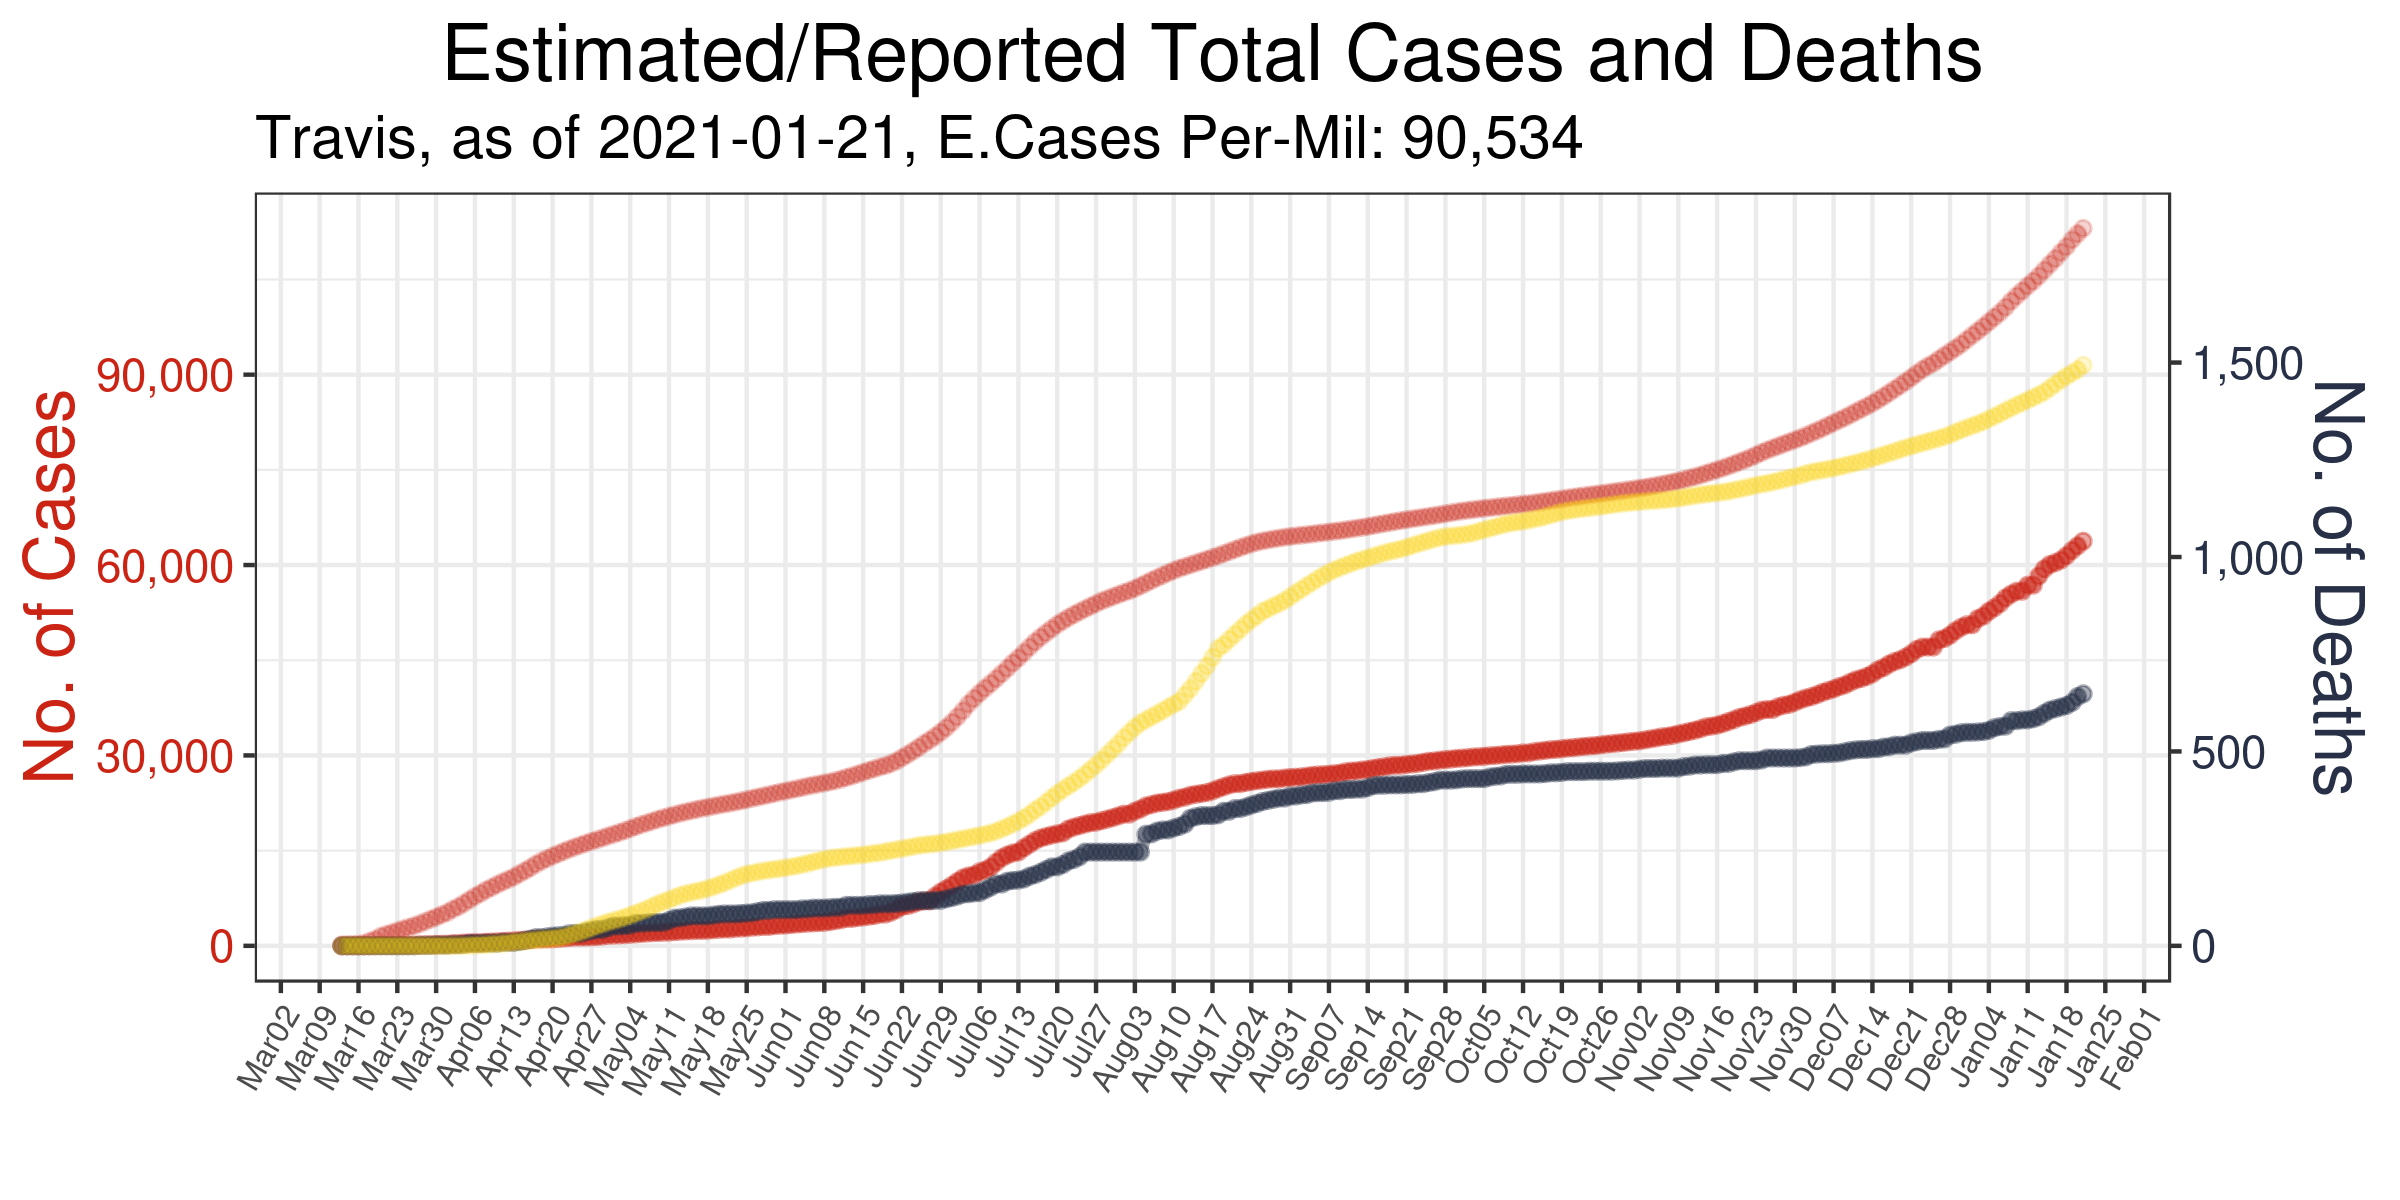 Estimated/Reported Total Cases and Deaths
Travis, as of 2021-01-21, E.Cases Per-Mil: 90,534
No. of Cases
90,000
60,000
30,000
0
1,500
1,000
500
0
No. of Deaths
Mar02
Mar09
Mar16
Mar23
Mar30
Apr06
Apr13
Apr20
Apr27
May04
May11
May18
May25
Jun01
Jun08
Jun15
Jun22
Jun29
Jul06
Jul13
Jul20
Jul27
Aug03
Aug10
Aug17
Aug24
Aug31
Sep07
Sep14
Sep21
Sep28
Oct05
Oct12
Oct19
Oct26
Nov02
Nov09
Nov16
Nov23
Nov30
Dec07
Dec14
Dec21
Dec28
Jan04
Jan11
Jan18
Jan25
Feb01